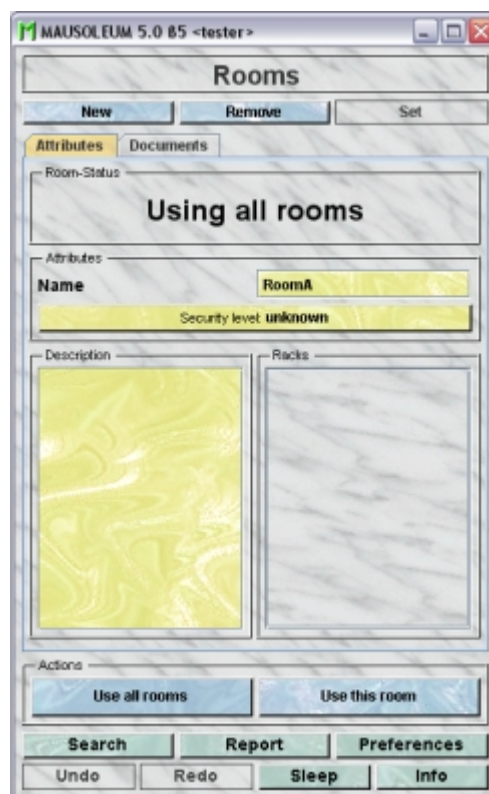 MAUSOLEUM 5.0 B5 <tester>
Rooms
New Remove Set
Attributes Documents
Room-Status
Using all rooms
Attributes
Name RoomA
Security level: unknown
Description Racks
Actions
Use all rooms Use this room
Search Report Preferences
Undo Redo Sleep Info